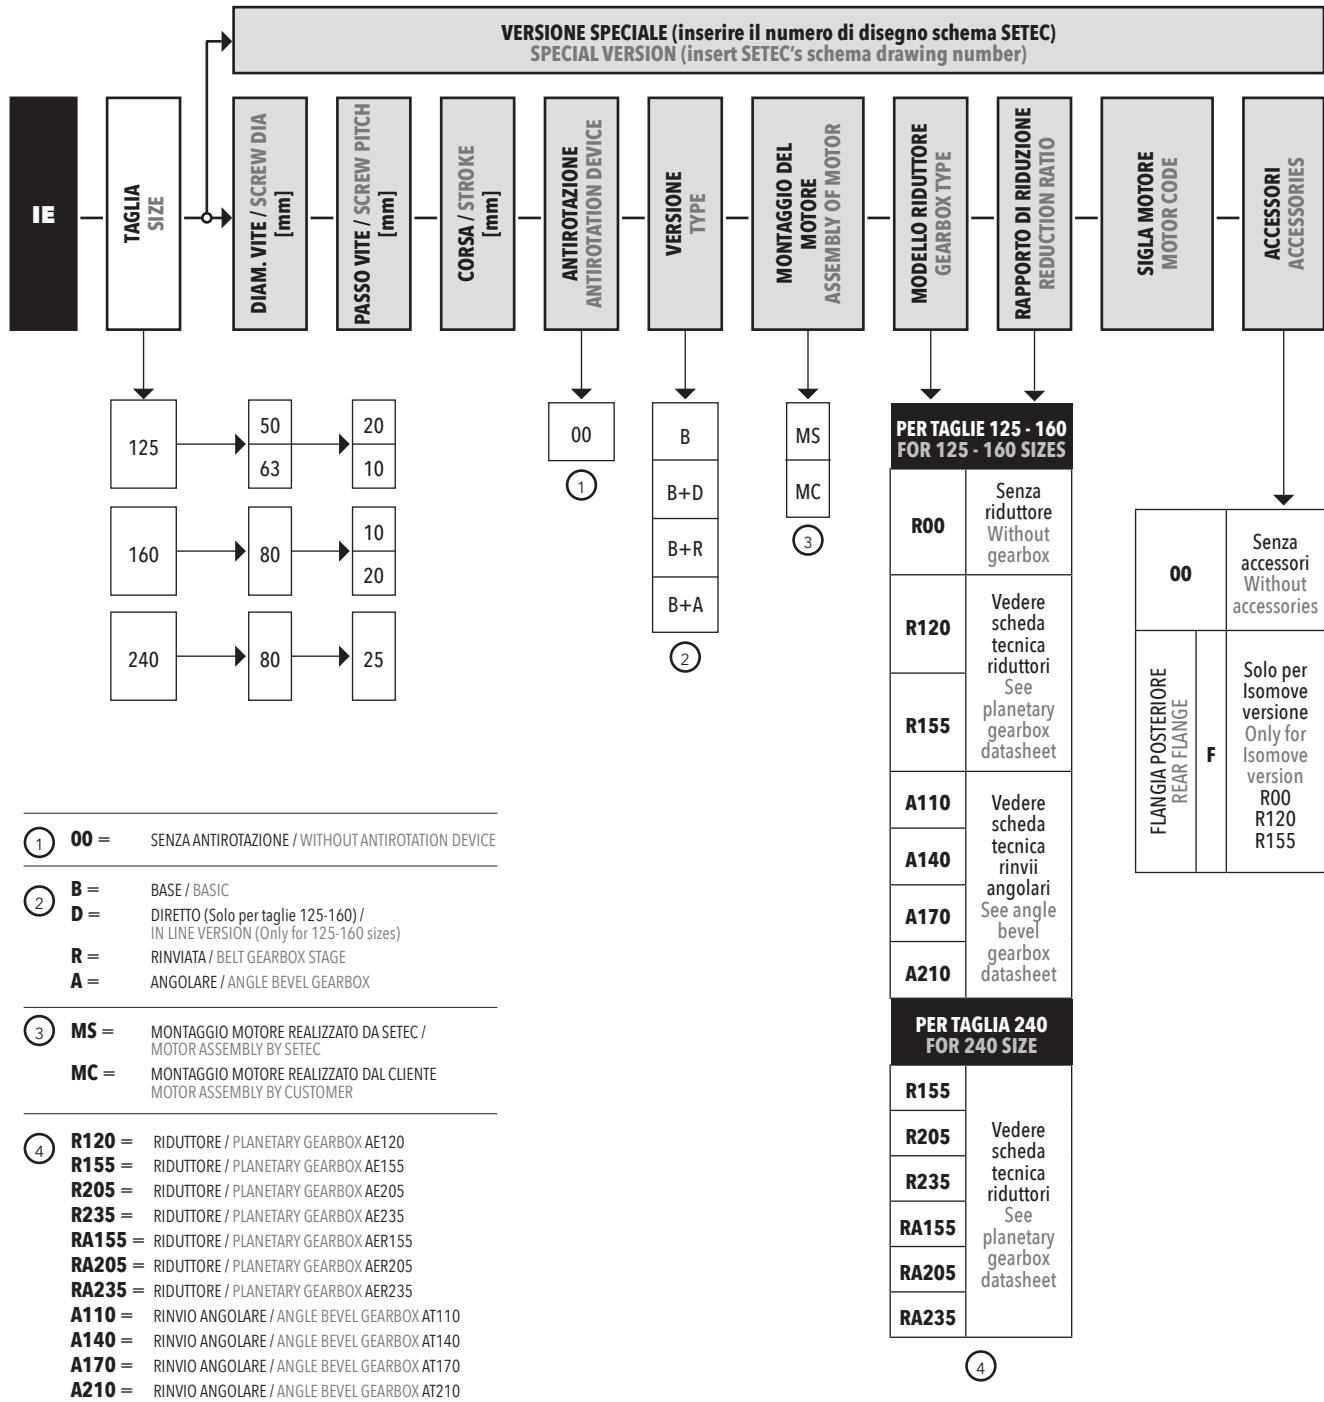 VERSIONE SPECIALE (inserire il numero di disegno schema SETEC)
SPECIAL VERSION (insert SETEC's schema drawing number)
IE
TAGLIA
SIZE
DIAM. VITE / SCREW DIA
[mm]
PASSO VITE / SCREW PITCH
[mm]
CORSA / STROKE
[mm]
ANTIROTAZIONE
ANTIROTATION DEVICE
VERSIONE
TYPE
MONTAGGIO DEL
MOTORE
ASSEMBLY OF MOTOR
MODELLO RIDUTTORE
GEARBOX TYPE
RAPPORTO DI RIDUZIONE
REDUCTION RATIO
SIGLA MOTORE
MOTOR CODE
ACCESSORI
ACCESSORIES
125
50
63
20
10
160
80
10
20
240
80
25
00
1
B
B+D
B+R
B+A
2
MS
MC
3
PER TAGLIE 125 - 160
FOR 125 - 160 SIZES
R00
Senza
riduttore
Without
gearbox
R120
R155
Vedere
scheda
tecnica
riduttori
See
planetary
gearbox
datasheet
A110
A140
A170
A210
Vedere
scheda
tecnica
rinvii
angolari
See angle
bevel
gearbox
datasheet
PER TAGLIA 240
FOR 240 SIZE
R155
R205
R235
RA155
RA205
RA235
Vedere
scheda
tecnica
riduttori
See
planetary
gearbox
datasheet
4
00
Senza
accessori
Without
accessories
FLANGIA POSTERIORE
REAR FLANGE
F
Solo per
Isomove
versione
Only for
Isomove
version
R00
R120
R155
1 00 = SENZA ANTIROTAZIONE / WITHOUT ANTIROTATION DEVICE
2 B = BASE / BASIC
D = DIRETTO (Solo per taglie 125-160) /
IN LINE VERSION (Only for 125-160 sizes)
R = RINVIATA / BELT GEARBOX STAGE
A = ANGOLARE / ANGLE BEVEL GEARBOX
3 MS = MONTAGGIO MOTORE REALIZZATO DA SETEC /
MOTOR ASSEMBLY BY SETEC
MC = MONTAGGIO MOTORE REALIZZATO DAL CLIENTE
MOTOR ASSEMBLY BY CUSTOMER
4 R120 = RIDUTTORE / PLANETARY GEARBOX AE120
R155 = RIDUTTORE / PLANETARY GEARBOX AE155
R205 = RIDUTTORE / PLANETARY GEARBOX AE205
R235 = RIDUTTORE / PLANETARY GEARBOX AE235
RA155 = RIDUTTORE / PLANETARY GEARBOX AER155
RA205 = RIDUTTORE / PLANETARY GEARBOX AER205
RA235 = RIDUTTORE / PLANETARY GEARBOX AER235
A110 = RINVIO ANGOLARE / ANGLE BEVEL GEARBOX AT110
A140 = RINVIO ANGOLARE / ANGLE BEVEL GEARBOX AT140
A170 = RINVIO ANGOLARE / ANGLE BEVEL GEARBOX AT170
A210 = RINVIO ANGOLARE / ANGLE BEVEL GEARBOX AT210